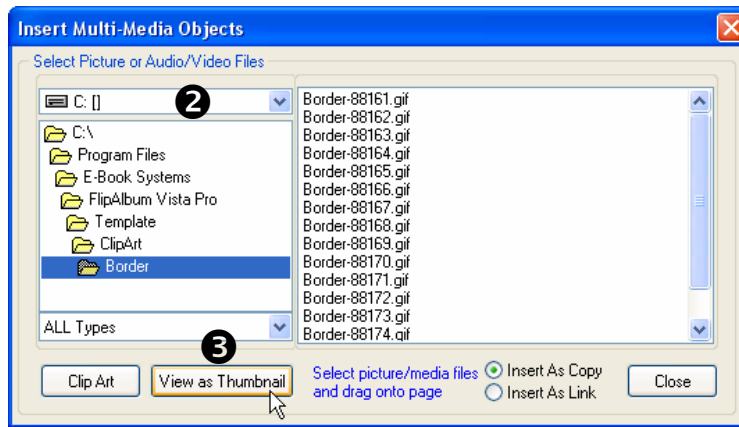 Insert Multi-Media Objects
Select Picture or Audio/Video Files
C: []
❷
C:\
Program Files
E-Book Systems
FlipAlbum Vista Pro
Template
ClipArt
Border
ALL Types
Border-88161.gif
Border-88162.gif
Border-88163.gif
Border-88164.gif
Border-88165.gif
Border-88166.gif
Border-88167.gif
Border-88168.gif
Border-88169.gif
Border-88170.gif
Border-88171.gif
Border-88172.gif
Border-88173.gif
Border-88174.gif
❸
Clip Art
View as Thumbnail
Select picture/media files
and drag onto page
Insert As Copy
Insert As Link
Close